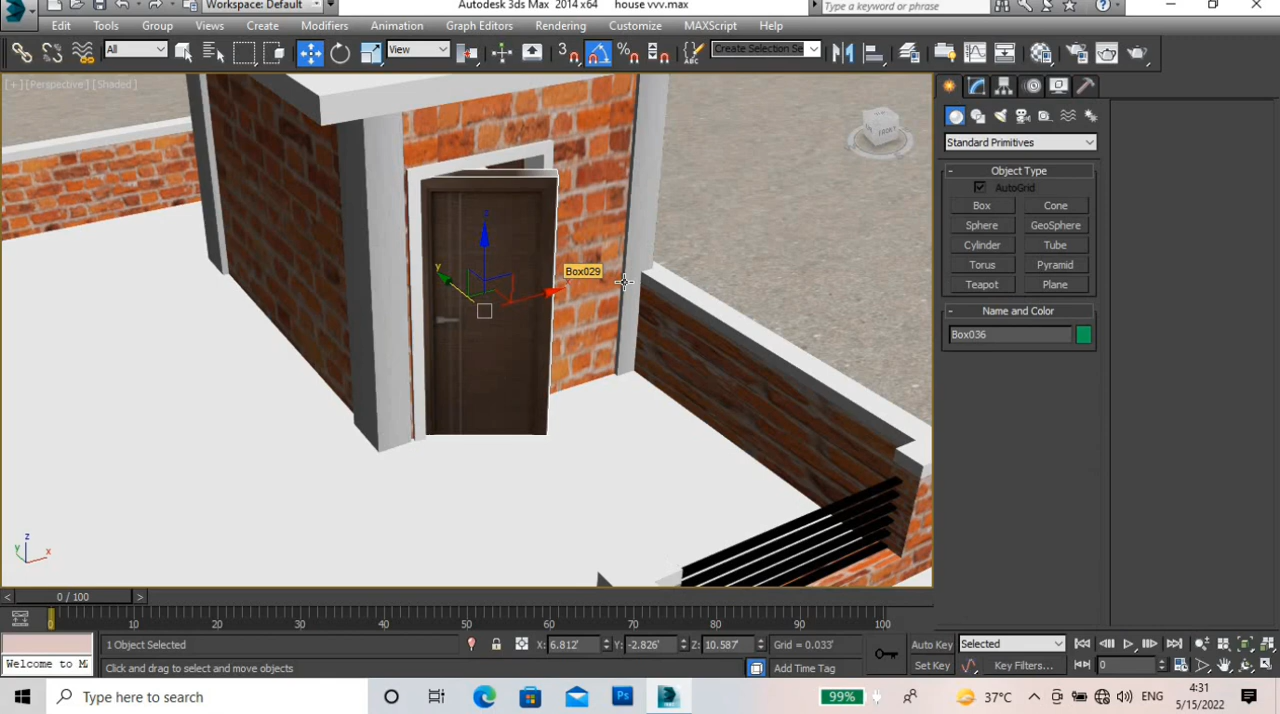 Workspace: Default
Autodesk 3ds Max 2014 x64 house vvv.max
Type a keyword or phrase
Edit Tools Group Views Create Modifiers Animation Graph Editors Rendering Customize MAXScript Help
All
View
Create Selection Se
[+] [Perspective] [Shaded]
FRONT
Standard Primitives
- Object Type
AutoGrid
Box Cone
Sphere GeoSphere
Cylinder Tube
Torus Pyramid
Teapot Plane
- Name and Color
Box036
Box029
z
y
x
z
y
x
< 0 / 100 >
0 10 20 30 40 50 60 70 80 90 100
1 Object Selected
X: 6.812' Y: -2.826' Z: 10.587' Grid = 0.033'
Auto Key Selected
Welcome to M
Click and drag to select and move objects
Add Time Tag
Set Key Key Filters... 0
Type here to search
Ps
99%
37°C
ENG
4:31
5/15/2022